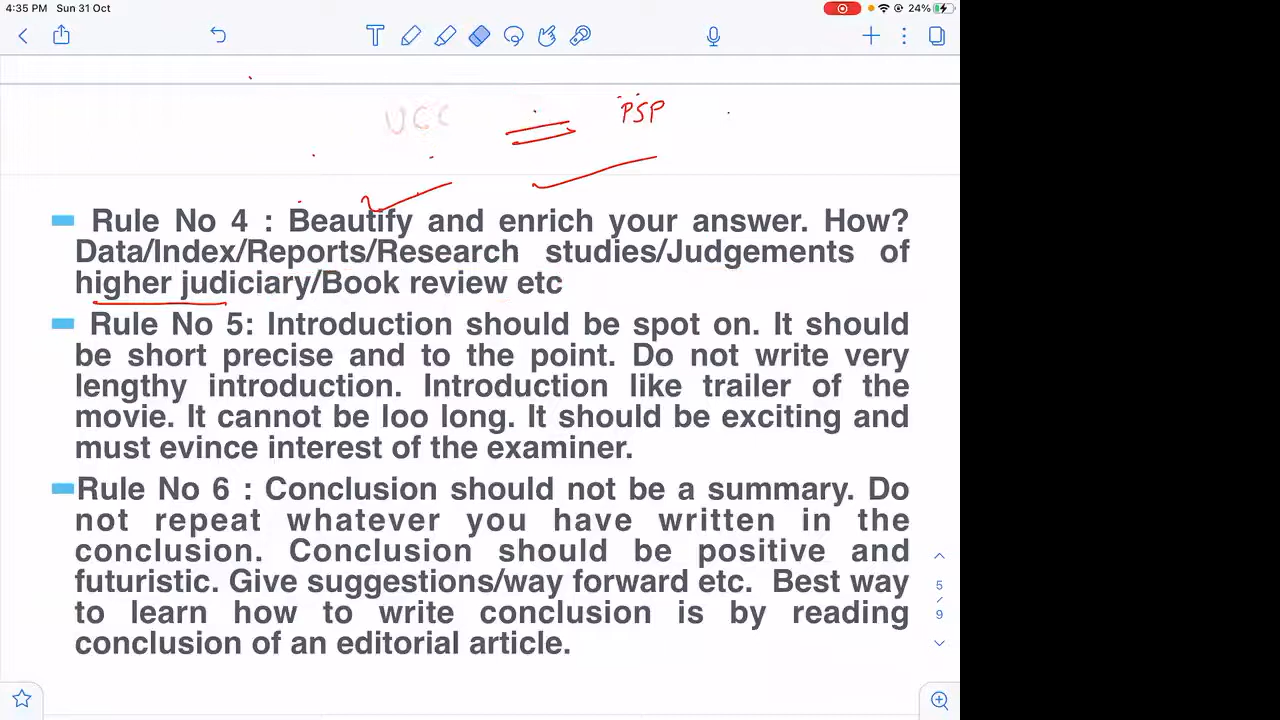 4:35 PM Sun 31 Oct
24%
UCC
PSP
Rule No 4 : Beautify and enrich your answer. How?
Data/Index/Reports/Research studies/Judgements of
higher judiciary/Book review etc
Rule No 5: Introduction should be spot on. It should
be short precise and to the point. Do not write very
lengthy introduction. Introduction like trailer of the
movie. It cannot be loo long. It should be exciting and
must evince interest of the examiner.
Rule No 6 : Conclusion should not be a summary. Do
not repeat whatever you have written in the
conclusion. Conclusion should be positive and
futuristic. Give suggestions/way forward etc. Best way
to learn how to write conclusion is by reading
conclusion of an editorial article.
5
/
9